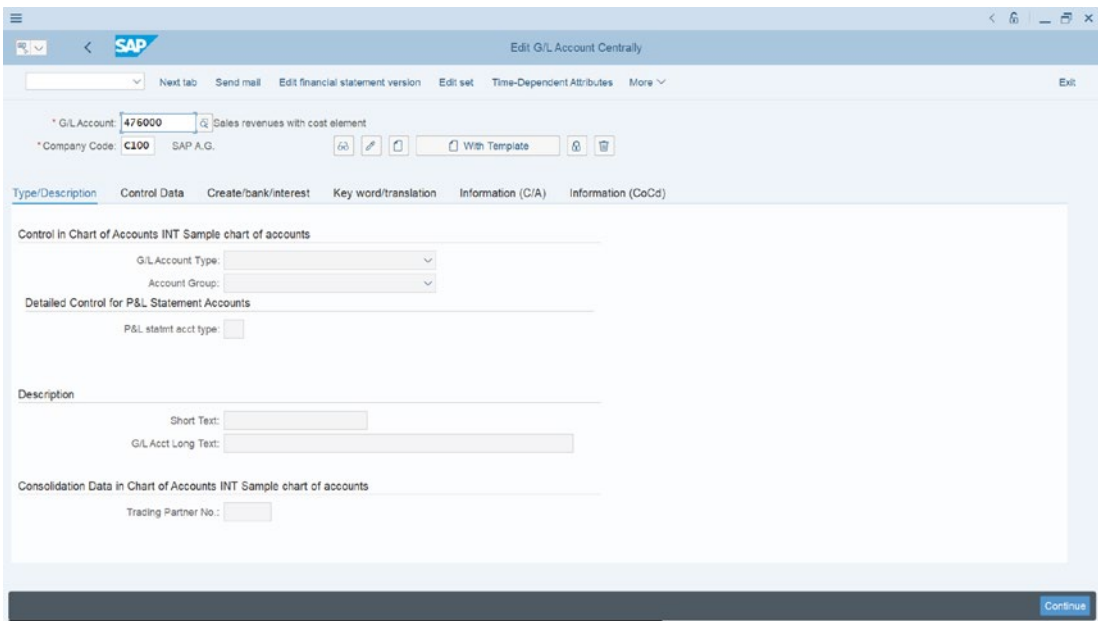 SAP Edit G/L Account Centrally
Next tab Send mail Edit financial statement version Edit set Time-Dependent Attributes More Exit
* G/L Account: 476000 Sales revenues with cost element
* Company Code: C100 SAP A.G. With Template
Type/Description Control Data Create/bank/interest Key word/translation Information (C/A) Information (CoCd)
Control in Chart of Accounts INT Sample chart of accounts
G/L Account Type:
Account Group:
Detailed Control for P&L Statement Accounts
P&L statmt acct type:
Description
Short Text:
G/L Acct Long Text:
Consolidation Data in Chart of Accounts INT Sample chart of accounts
Trading Partner No.:
Continue